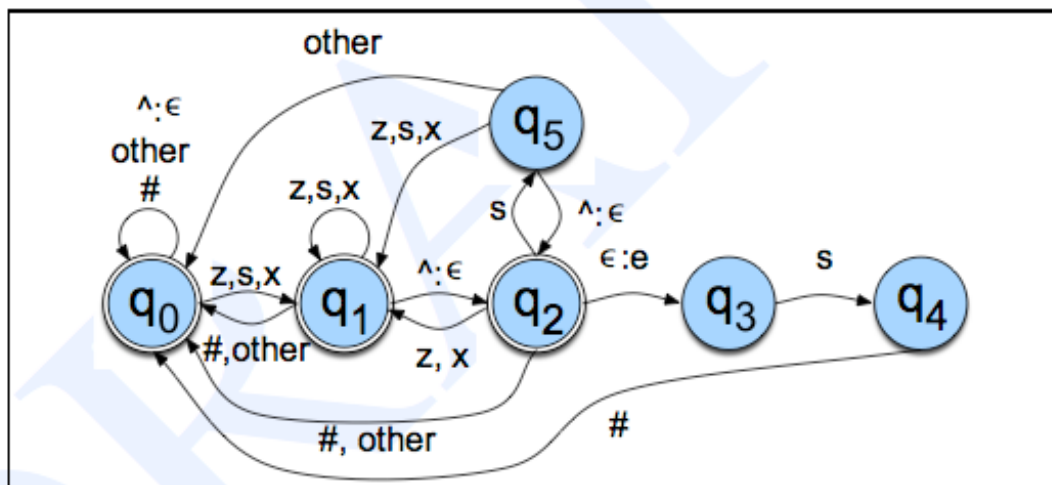 other
^:ϵ
other
#
z,s,x
z,s,x
q5
s
^:ϵ
ϵ:e
s
z,s,x
^:ϵ
q0
q1
q2
q3
q4
#,other
z, x
#, other
#